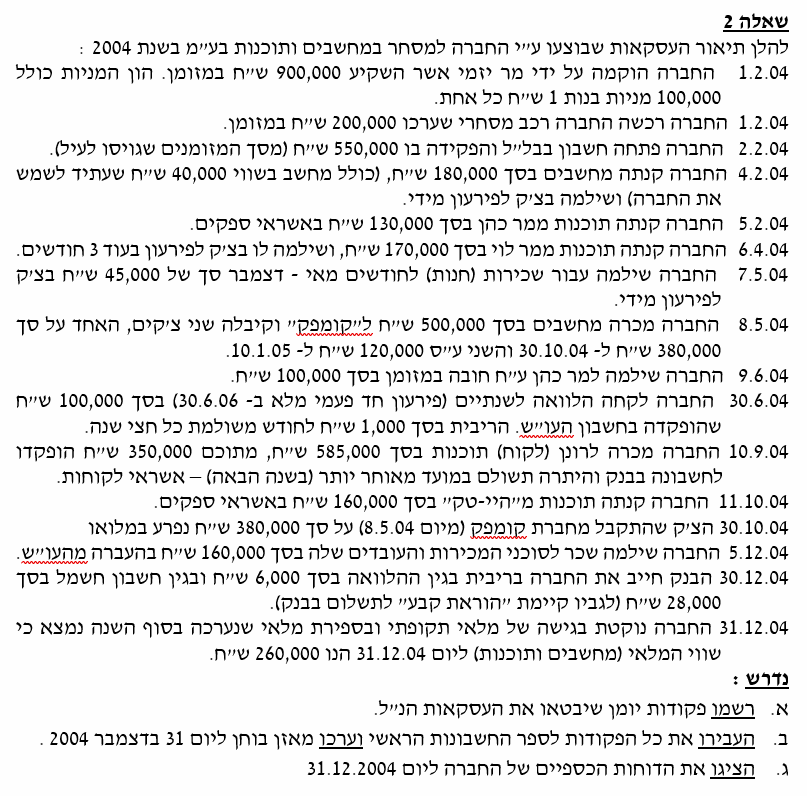 שאלה 2
להלן תיאור העסקאות שבוצעו ע״י החברה למסחר במחשבים ותוכנות בע״מ בשנת 2004 :
1.2.04 החברה הוקמה על ידי מר יזמי אשר השקיע 900,000 ש״ח במזומן. הון המניות כולל
100,000 מניות בנות 1 ש״ח כל אחת.
1.2.04 החברה רכשה החברה רכב מסחרי שערכו 200,000 ש״ח במזומן.
2.2.04 החברה פתחה חשבון בבל״ל והפקידה בו 550,000 ש״ח (מסך המזומנים שגויסו לעיל).
4.2.04 החברה קנתה מחשבים בסך 180,000 ש״ח, (כולל מחשב בשווי 40,000 ש״ח שעתיד לשמש
את החברה) ושילמה בצ׳ק לפירעון מידי.
5.2.04 החברה קנתה תוכנות ממר כהן בסך 130,000 ש״ח באשראי ספקים.
6.4.04 החברה קנתה תוכנות ממר לוי בסך 170,000 ש״ח, ושילמה לו בצ׳ק לפירעון בעוד 3 חודשים.
7.5.04 החברה שילמה עבור שכירות (חנות) לחודשים מאי - דצמבר סך של 45,000 ש״ח בצ׳ק
לפירעון מידי.
8.5.04 החברה מכרה מחשבים בסך 500,000 ש״ח ל״קומפק״ וקיבלה שני צ׳קים, האחד על סך
380,000 ש״ח ל- 30.10.04 והשני ע״ס 120,000 ש״ח ל- 10.1.05.
9.6.04 החברה שילמה למר כהן ע״ח חובה במזומן בסך 100,000 ש״ח.
30.6.04 החברה לקחה הלוואה לשנתיים (פירעון חד פעמי מלא ב- 30.6.06) בסך 100,000 ש״ח
שהופקדה בחשבון העו״ש. הריבית בסך 1,000 ש״ח לחודש משולמת כל חצי שנה.
10.9.04 החברה מכרה לרונן (לקוח) תוכנות בסך 585,000 ש״ח, מתוכם 350,000 ש״ח הופקדו
לחשבונה בבנק והיתרה תשולם במועד מאוחר יותר (בשנה הבאה) – אשראי לקוחות.
11.10.04 החברה קנתה תוכנות מ״היי-טק״ בסך 160,000 ש״ח באשראי ספקים.
30.10.04 הצ׳ק שהתקבל מחברת קומפק (מיום 8.5.04) על סך 380,000 ש״ח נפרע במלואו
5.12.04 החברה שילמה שכר לסוכני המכירות והעובדים שלה בסך 160,000 ש״ח בהעברה מהעו״ש.
30.12.04 הבנק חייב את החברה בריבית בגין ההלוואה בסך 6,000 ש״ח ובגין חשבון חשמל בסך
28,000 ש״ח (לגביו קיימת ״הוראת קבע״ לתשלום בבנק).
31.12.04 החברה נוקטת בגישה של מלאי תקופתי ובספירת מלאי שנערכה בסוף השנה נמצא כי
שווי המלאי (מחשבים ותוכנות) ליום 31.12.04 הנו 260,000 ש״ח.
נדרש :
א. רשמו פקודות יומן שיבטאו את העסקאות הנ״ל.
ב. העבירו את כל הפקודות לספר החשבונות הראשי וערכו מאזן בוחן ליום 31 בדצמבר 2004 .
ג. הציגו את הדוחות הכספיים של החברה ליום 31.12.2004